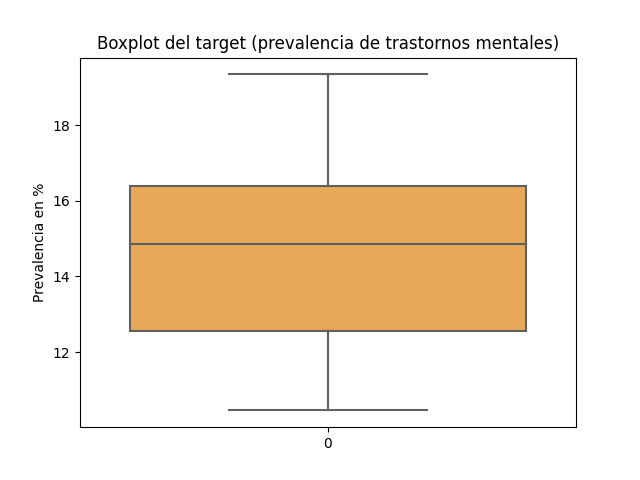 Boxplot del target (prevalencia de trastornos mentales)
Prevalencia en %
18
16
14
12
0